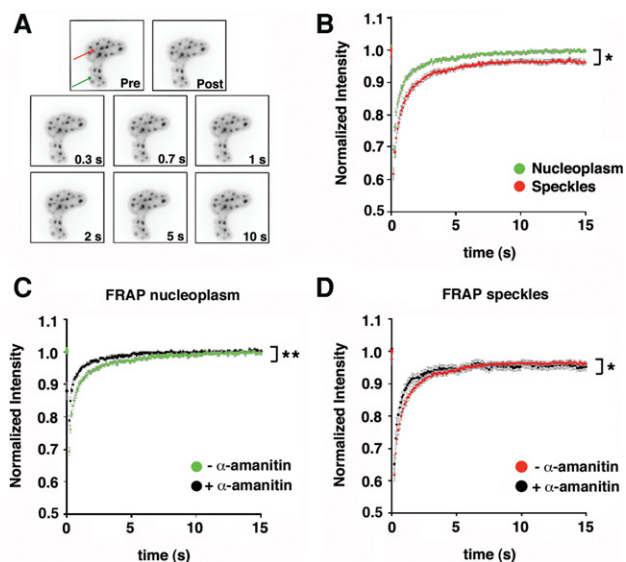 A
Pre
Post
0.3 s
0.7 s
1 s
2 s
5 s
10 s
B
Normalized Intensity
1.1
1.0
0.9
0.8
0.7
0.6
0.5
0
5
10
15
time (s)
*
Nucleoplasm
Speckles
C
FRAP nucleoplasm
Normalized Intensity
1.1
1.0
0.9
0.8
0.7
0.6
0.5
0
5
10
15
time (s)
**
- α-amanitin
+ α-amanitin
D
FRAP speckles
Normalized Intensity
1.1
1.0
0.9
0.8
0.7
0.6
0.5
0
5
10
15
time (s)
*
- α-amanitin
+ α-amanitin